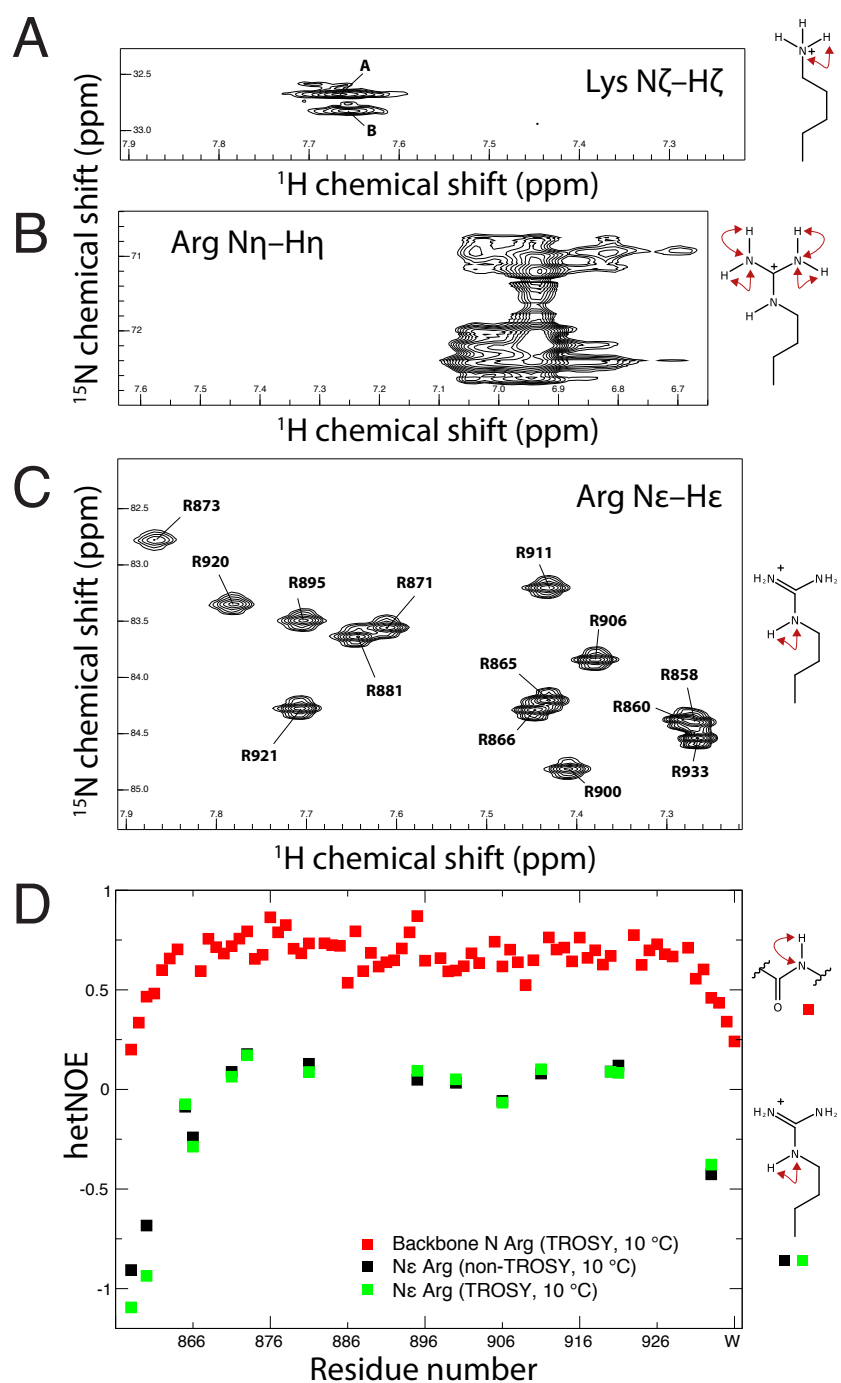 A
A
B
Lys Nζ–Hζ
32.5
33.0
7.9
7.8
7.7
7.6
7.5
7.4
7.3
¹H chemical shift (ppm)
¹⁵N chemical shift (ppm)
H
H
H
N
+
B
Arg Nη–Hη
71
72
7.6
7.5
7.4
7.3
7.2
7.1
7.0
6.9
6.8
6.7
¹H chemical shift (ppm)
H
H
N
+
N
H
H
H
N
C
Arg Nε–Hε
R873
R920
R895
R871
R881
R921
R911
R906
R865
R866
R858
R860
R933
R900
82.5
83.0
83.5
84.0
84.5
85.0
7.9
7.8
7.7
7.6
7.5
7.4
7.3
¹H chemical shift (ppm)
¹⁵N chemical shift (ppm)
+
H₂N
NH₂
N
H
D
1
0.5
0
-0.5
-1
hetNOE
Backbone N Arg (TROSY, 10 °C)
Nε Arg (non-TROSY, 10 °C)
Nε Arg (TROSY, 10 °C)
866
876
886
896
906
916
926
W
Residue number
H
N
O
+
H₂N
NH₂
N
H